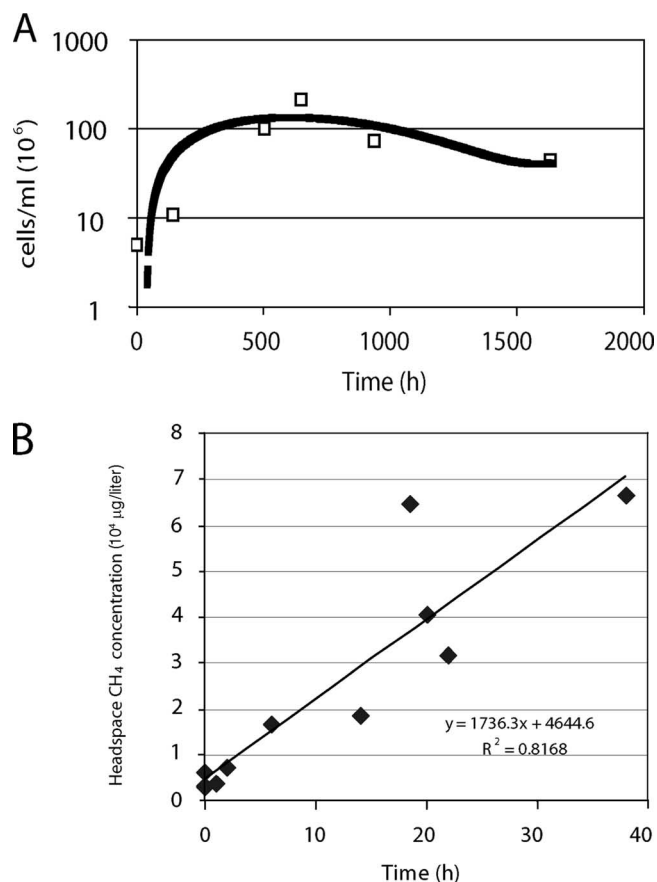 A
1000
100
10
1
cells/ml (10⁶)
0 500 1000 1500 2000
Time (h)
B
8
7
6
5
4
3
2
1
0
Headspace CH₄ concentration (10⁴ µg/liter)
y = 1736.3x + 4644.6
R² = 0.8168
0 10 20 30 40
Time (h)